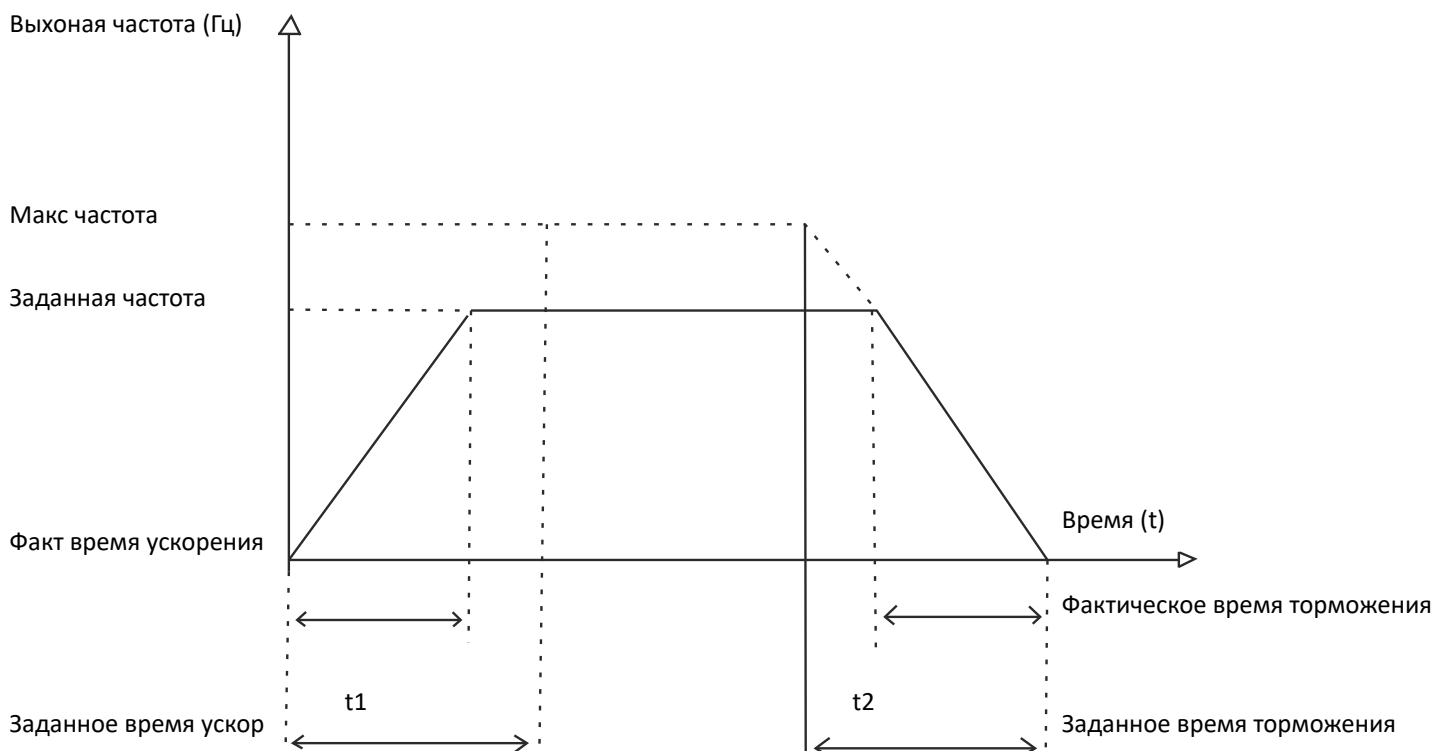 Выхоная частота (Гц)
Макс частота
Заданная частота
Время (t)
Факт время ускорения
Фактическое время торможения
t1
t2
Заданное время ускор
Заданное время торможения